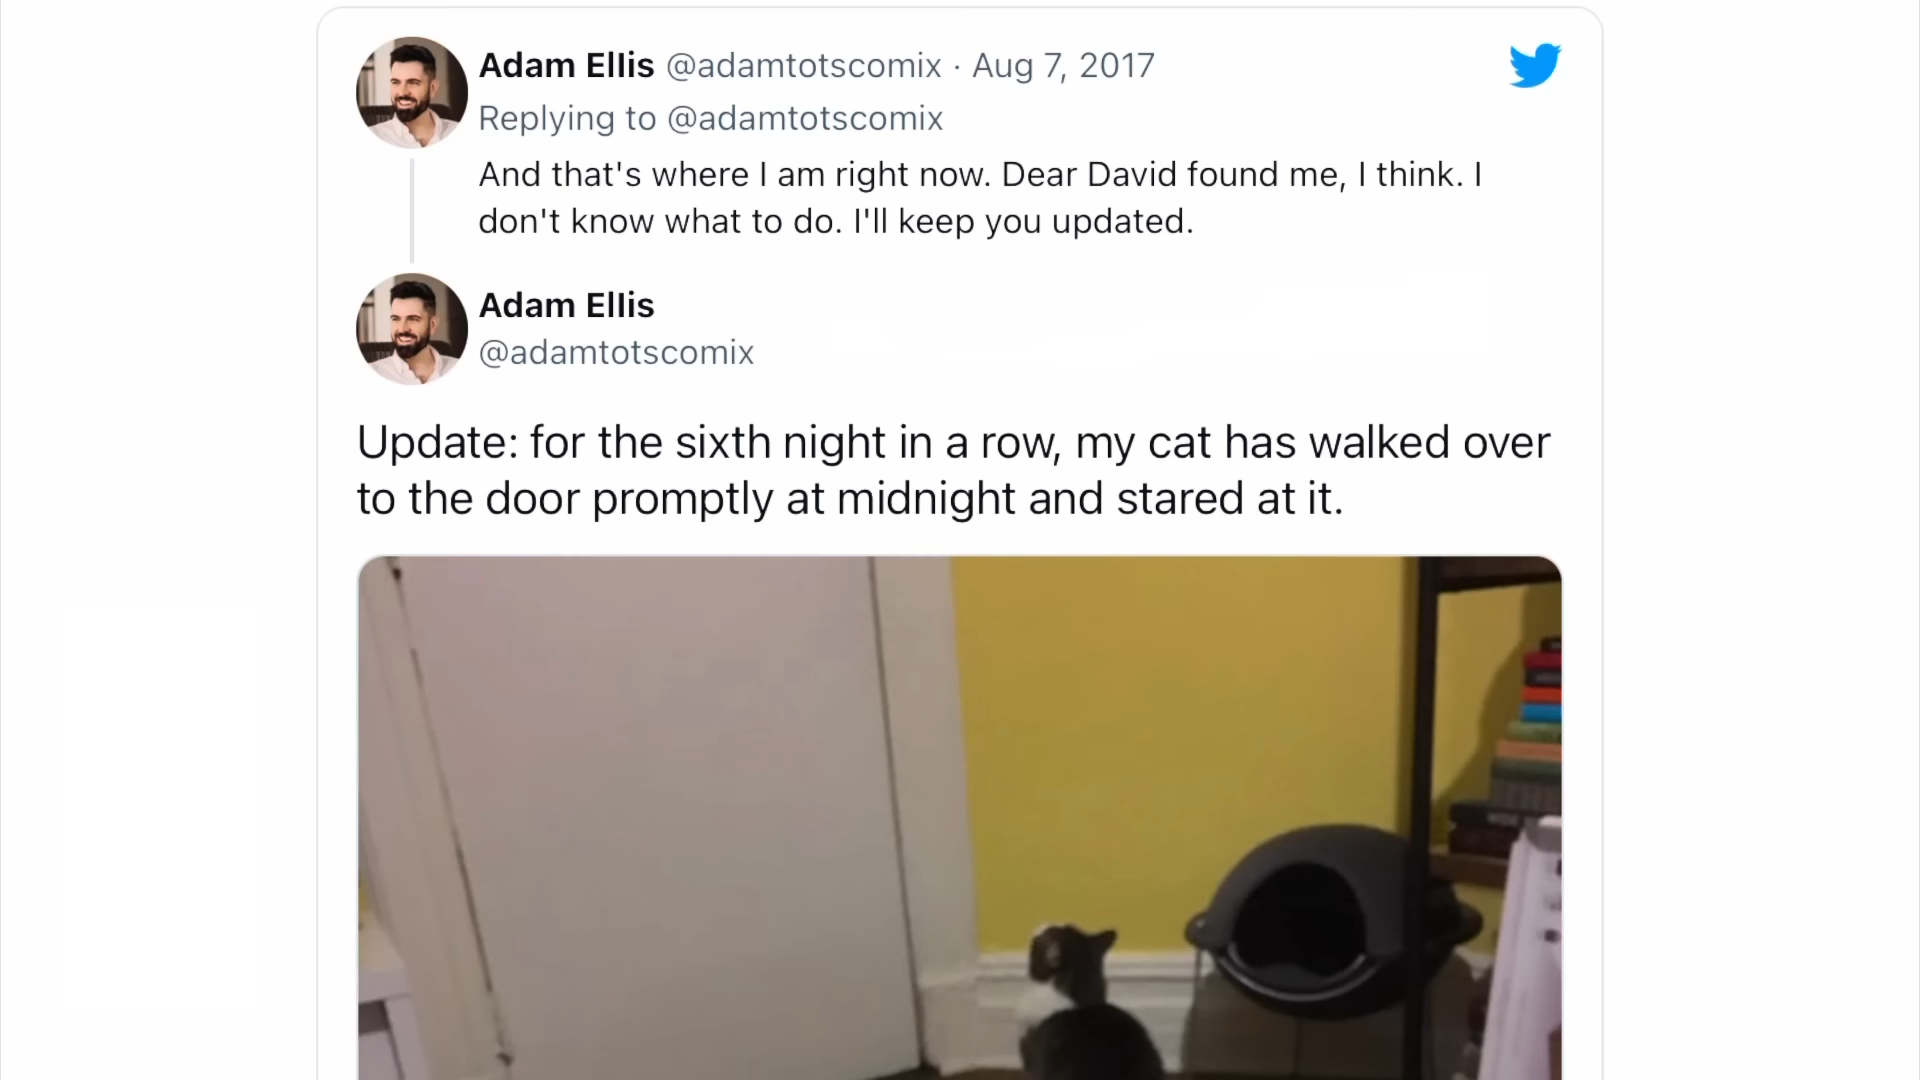 Adam Ellis @adamtotscomix · Aug 7, 2017
Replying to @adamtotscomix
And that's where I am right now. Dear David found me, I think. I
don't know what to do. I'll keep you updated.
Adam Ellis
@adamtotscomix
Update: for the sixth night in a row, my cat has walked over
to the door promptly at midnight and stared at it.